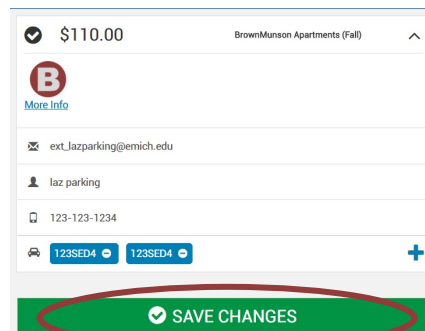 $110.00 BrownMunson Apartments (Fall)
B
More Info
ext_lazparking@emich.edu
laz parking
123-123-1234
123SED4 123SED4
SAVE CHANGES